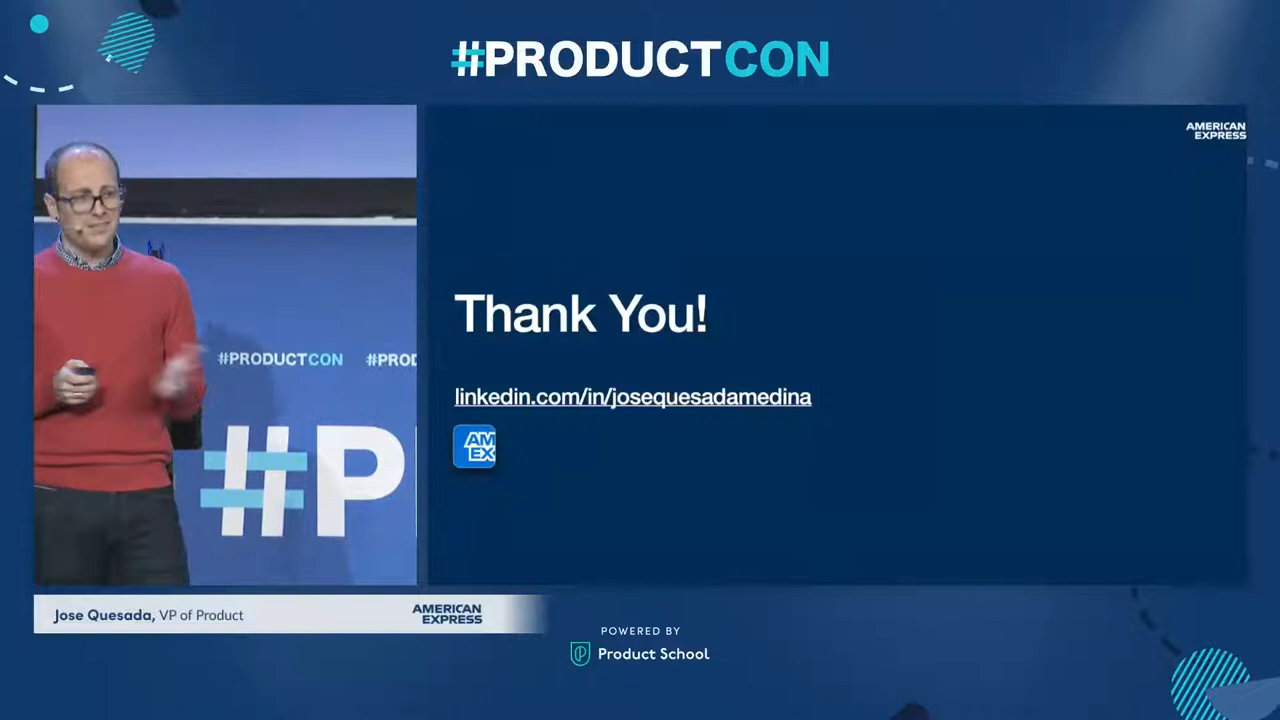 #PRODUCTCON
AMERICAN
EXPRESS
Thank You!
linkedin.com/in/josequesadamedina
AM
EX
#PRODUCTCON #PROD
#P
Jose Quesada, VP of Product
AMERICAN
EXPRESS
POWERED BY
Product School